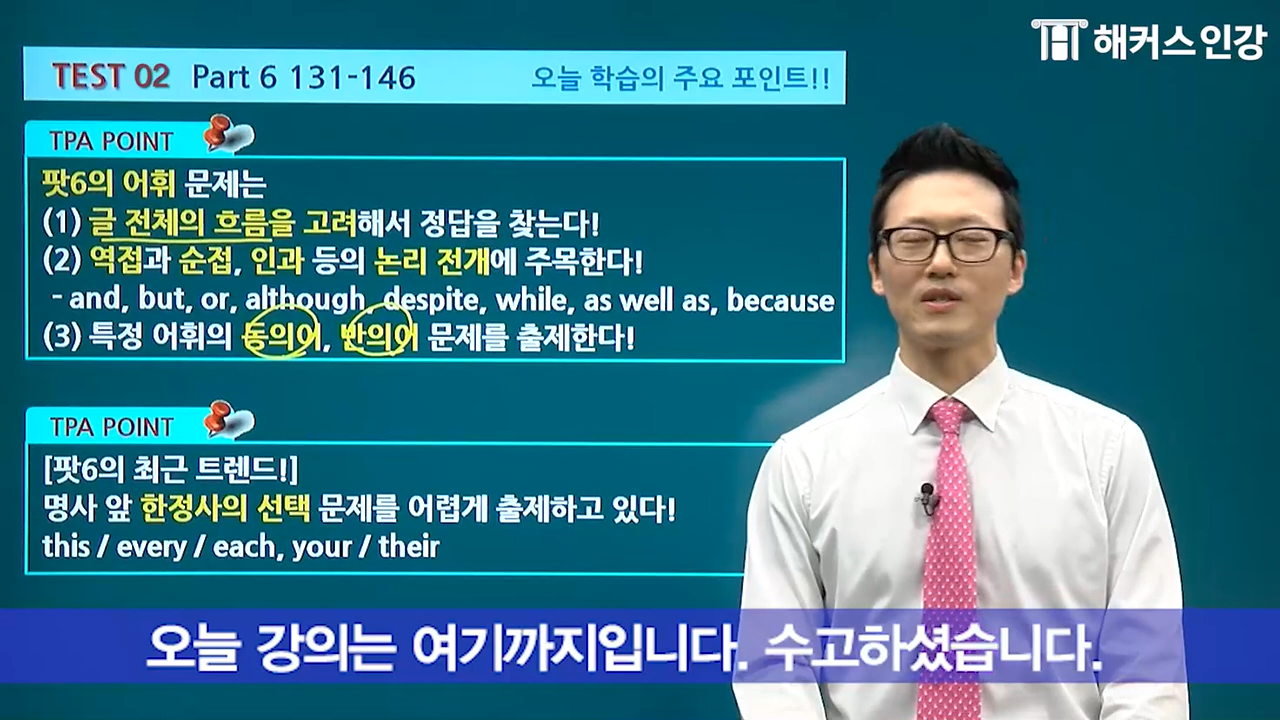 해커스인강
TEST 02 Part 6 131-146 오늘 학습의 주요 포인트!!
TPA POINT
팟6의 어휘 문제는
(1) 글 전체의 흐름을 고려해서 정답을 찾는다!
(2) 역접과 순접, 인과 등의 논리 전개에 주목한다!
- and, but, or, although, despite, while, as well as, because
(3) 특정 어휘의 동의어, 반의어 문제를 출제한다!
TPA POINT
[팟6의 최근 트렌드!]
명사 앞 한정사의 선택 문제를 어렵게 출제하고 있다!
this / every / each, your / their
오늘 강의는 여기까지입니다. 수고하셨습니다.